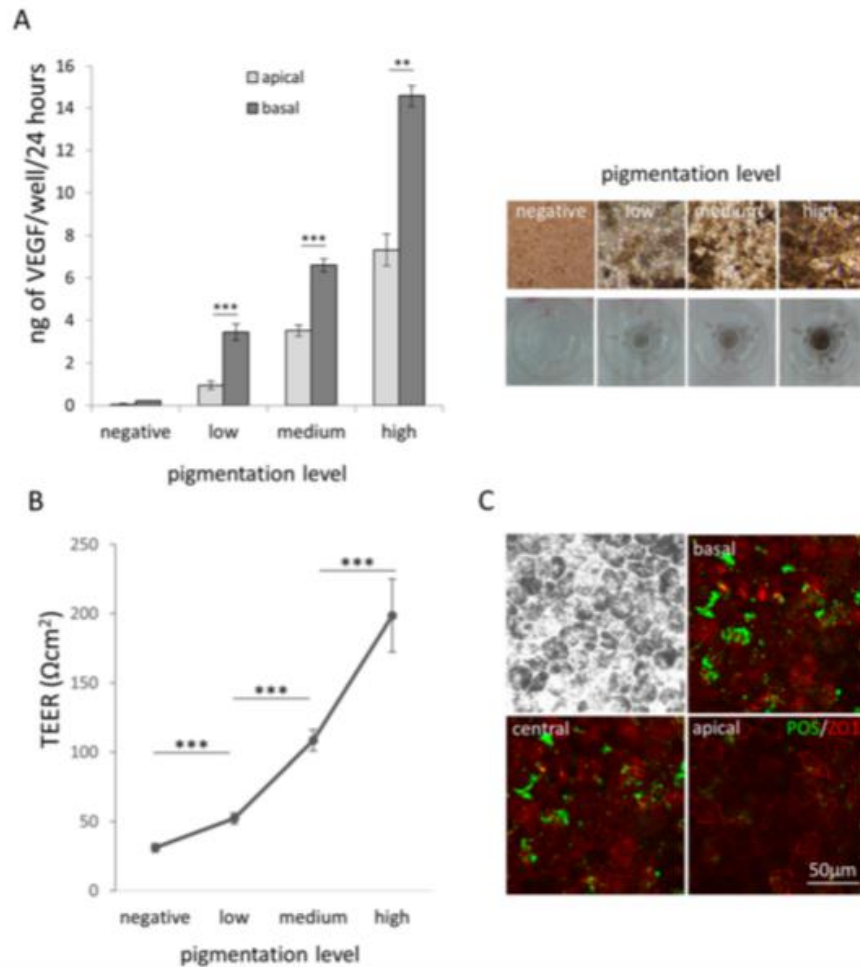 A
16
14
12
10
8
6
4
2
0
ng of VEGF/well/24 hours
apical
basal
***
***
**
negative low medium high
pigmentation level
pigmentation level
negative low medium high
B
250
200
150
100
50
0
TEER (Ωcm²)
***
***
***
negative low medium high
pigmentation level
C
basal
central
apical POS/ZO1
50μm